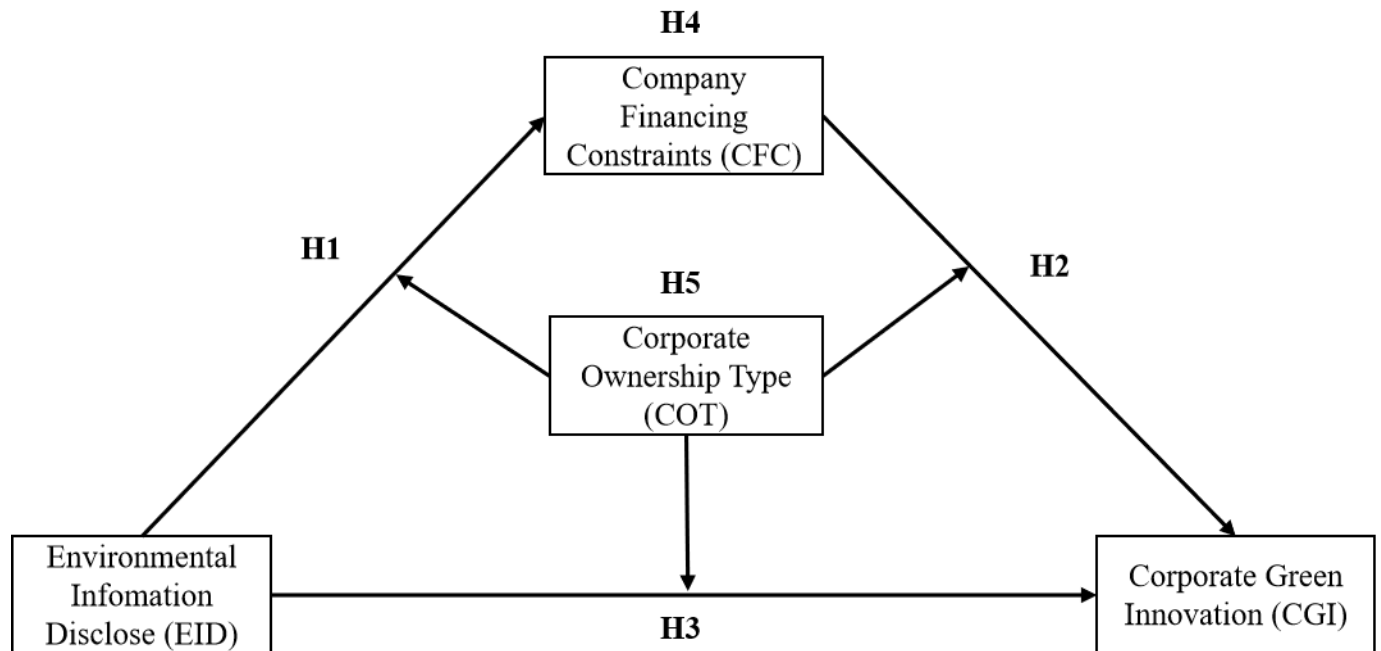 H4
Company
Financing
Constraints (CFC)
H1
H2
H5
Corporate
Ownership Type
(COT)
Environmental
Infomation
Disclose (EID)
H3
Corporate Green
Innovation (CGI)